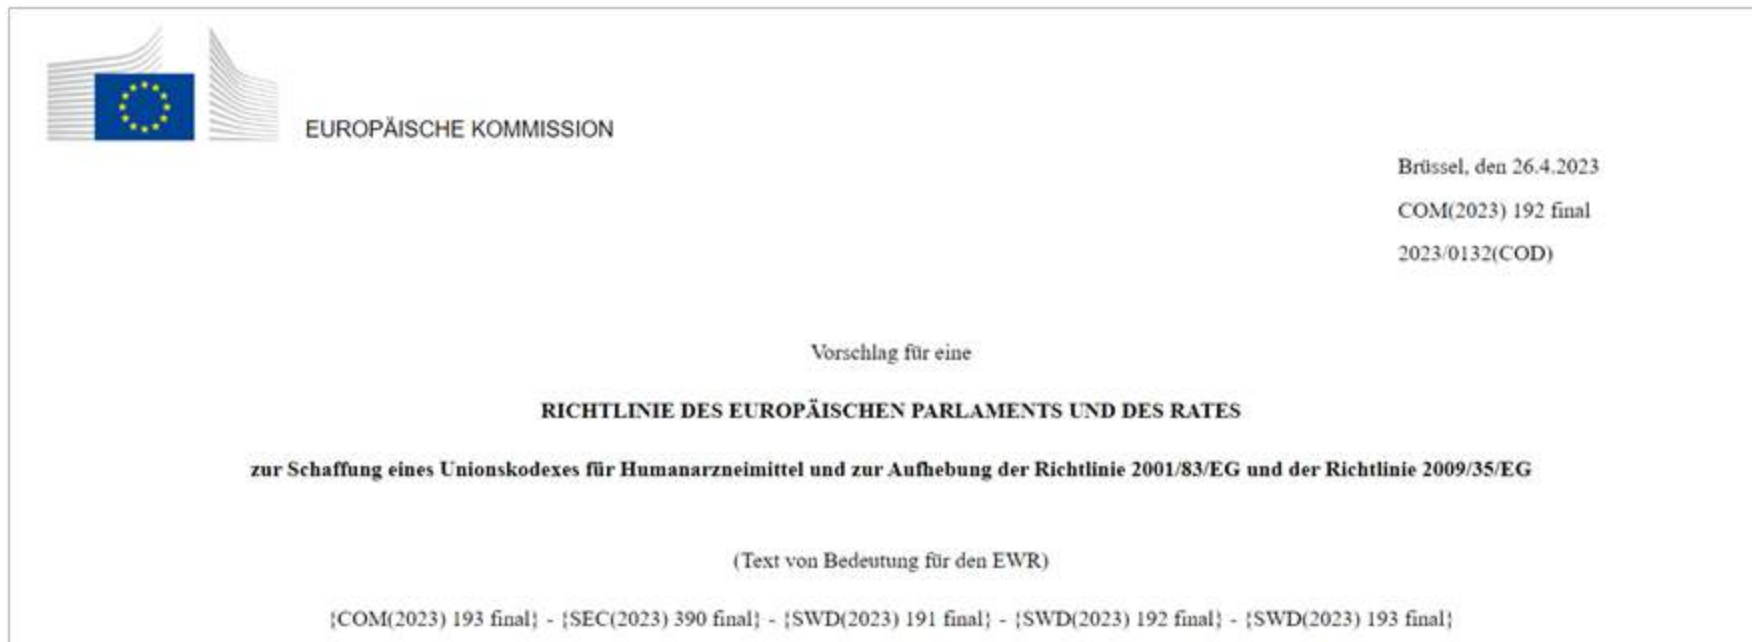 EUROPÄISCHE KOMMISSION
Brüssel, den 26.4.2023
COM(2023) 192 final
2023/0132(COD)
Vorschlag für eine
RICHTLINIE DES EUROPÄISCHEN PARLAMENTS UND DES RATES
zur Schaffung eines Unionskodexes für Humanarzneimittel und zur Aufhebung der Richtlinie 2001/83/EG und der Richtlinie 2009/35/EG
(Text von Bedeutung für den EWR)
{COM(2023) 193 final} - {SEC(2023) 390 final} - {SWD(2023) 191 final} - {SWD(2023) 192 final} - {SWD(2023) 193 final}